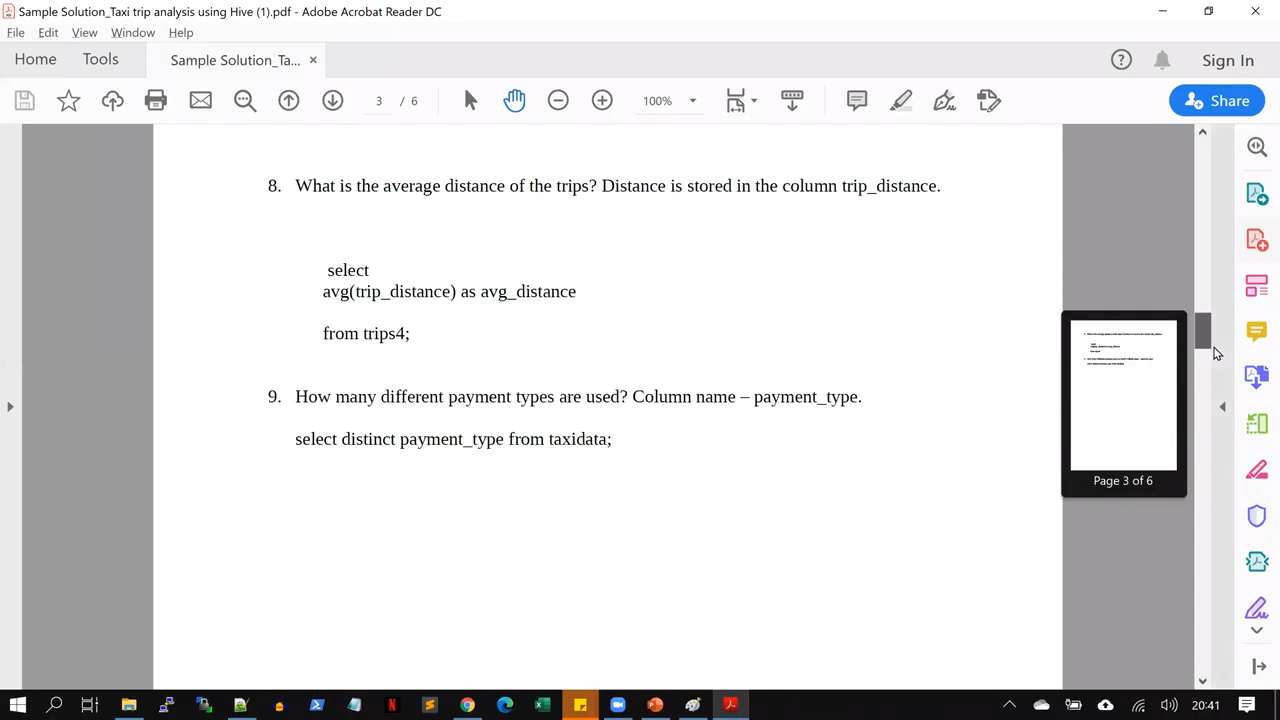 Sample Solution_Taxi trip analysis using Hive (1).pdf - Adobe Acrobat Reader DC
File Edit View Window Help
Home Tools Sample Solution_Ta... × Sign In
3 / 6 100% Share
8. What is the average distance of the trips? Distance is stored in the column trip_distance.
select
avg(trip_distance) as avg_distance
from trips4;
9. How many different payment types are used? Column name – payment_type.
select distinct payment_type from taxidata;
Page 3 of 6
20:41